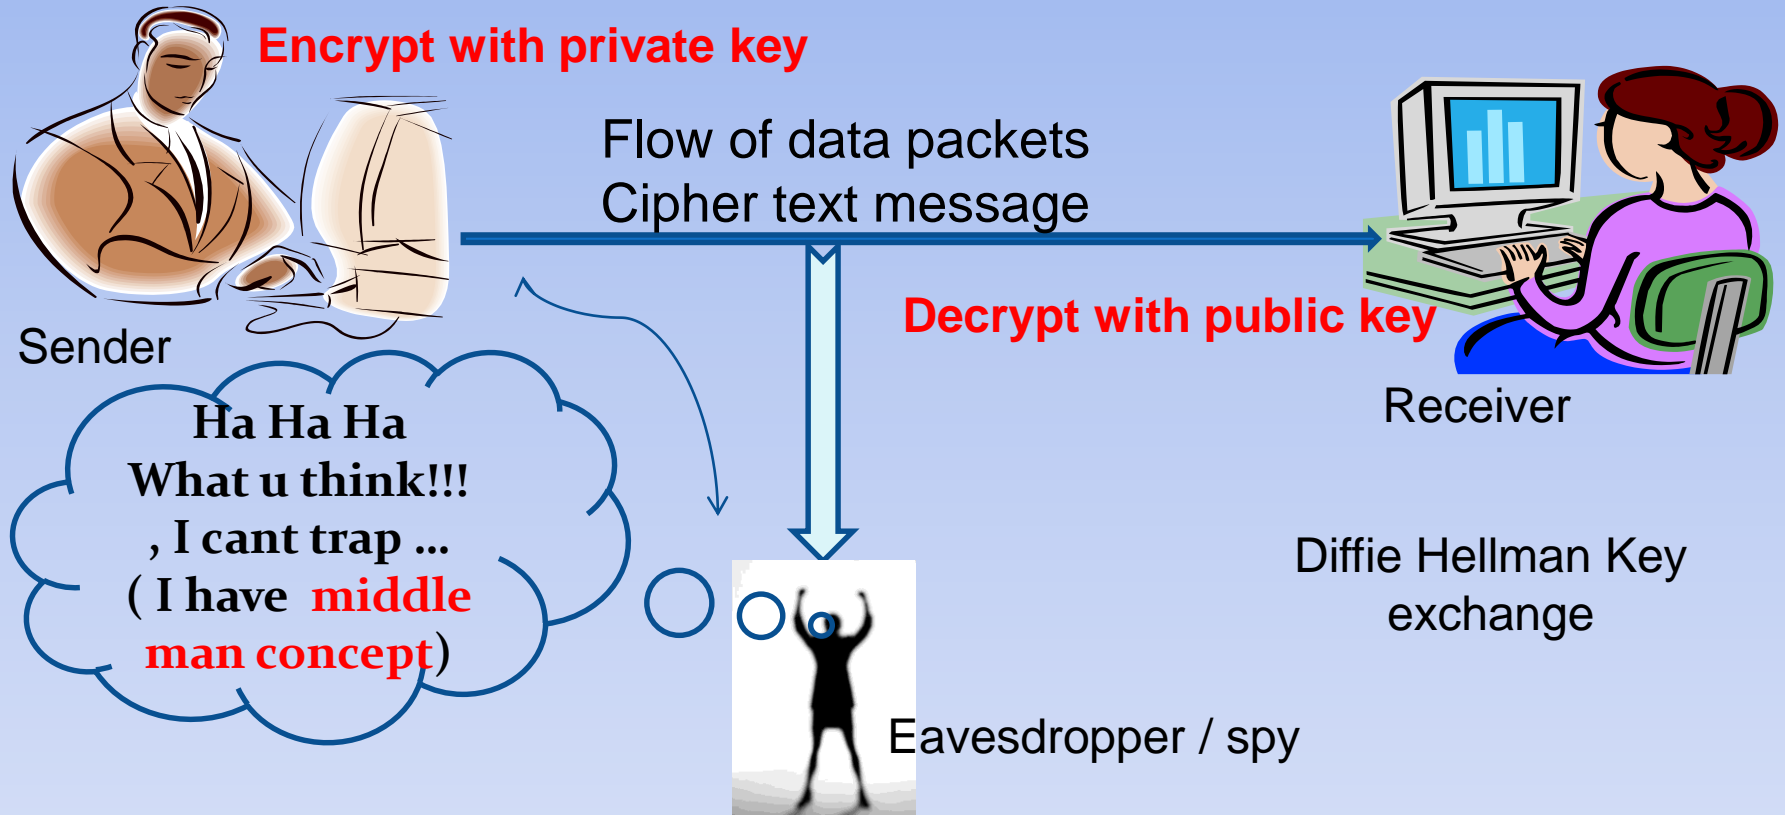 Encrypt with private key
Flow of data packets
Cipher text message
Decrypt with public key
Sender
Receiver
Ha Ha Ha
What u think!!!
, I cant trap ...
( I have middle
man concept)
Diffie Hellman Key
exchange
Eavesdropper / spy